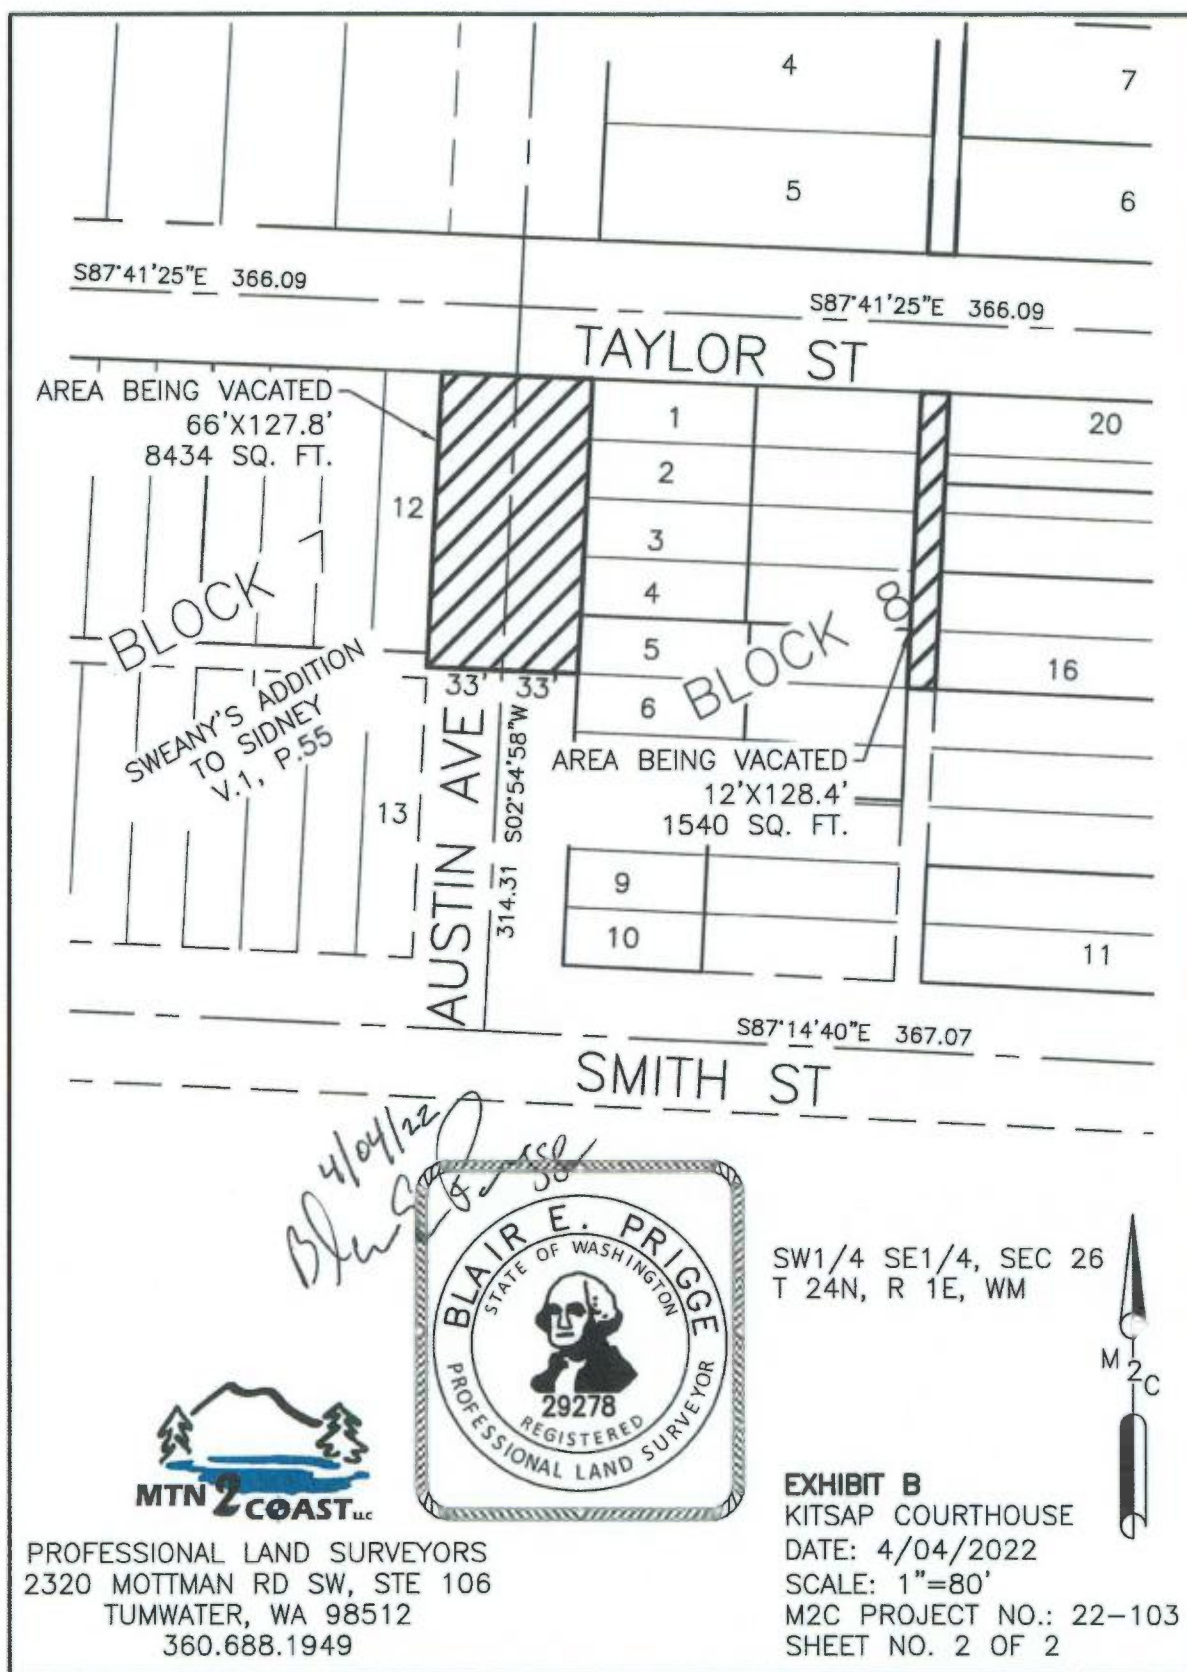 4
7
5
6
S87°41'25"E 366.09
S87°41'25"E 366.09
TAYLOR ST
AREA BEING VACATED
66'X127.8'
8434 SQ. FT.
12
1
2
3
4
5
6
20
16
BLOCK 7
BLOCK 8
SWEANY'S ADDITION
TO SIDNEY
V.1, P.55
33' 33'
AREA BEING VACATED
12'X128.4'
1540 SQ. FT.
13
AUSTIN AVE
314.31 S02°54'58"W
9
10
11
S87°14'40"E 367.07
SMITH ST
4/04/22
BLAIR E. PRIGGE
STATE OF WASHINGTON
29278
REGISTERED
PROFESSIONAL LAND SURVEYOR
SW1/4 SE1/4, SEC 26
T 24N, R 1E, WM
M2C
MTN 2 COAST LLC
PROFESSIONAL LAND SURVEYORS
2320 MOTTMAN RD SW, STE 106
TUMWATER, WA 98512
360.688.1949
EXHIBIT B
KITSAP COURTHOUSE
DATE: 4/04/2022
SCALE: 1"=80'
M2C PROJECT NO.: 22-103
SHEET NO. 2 OF 2